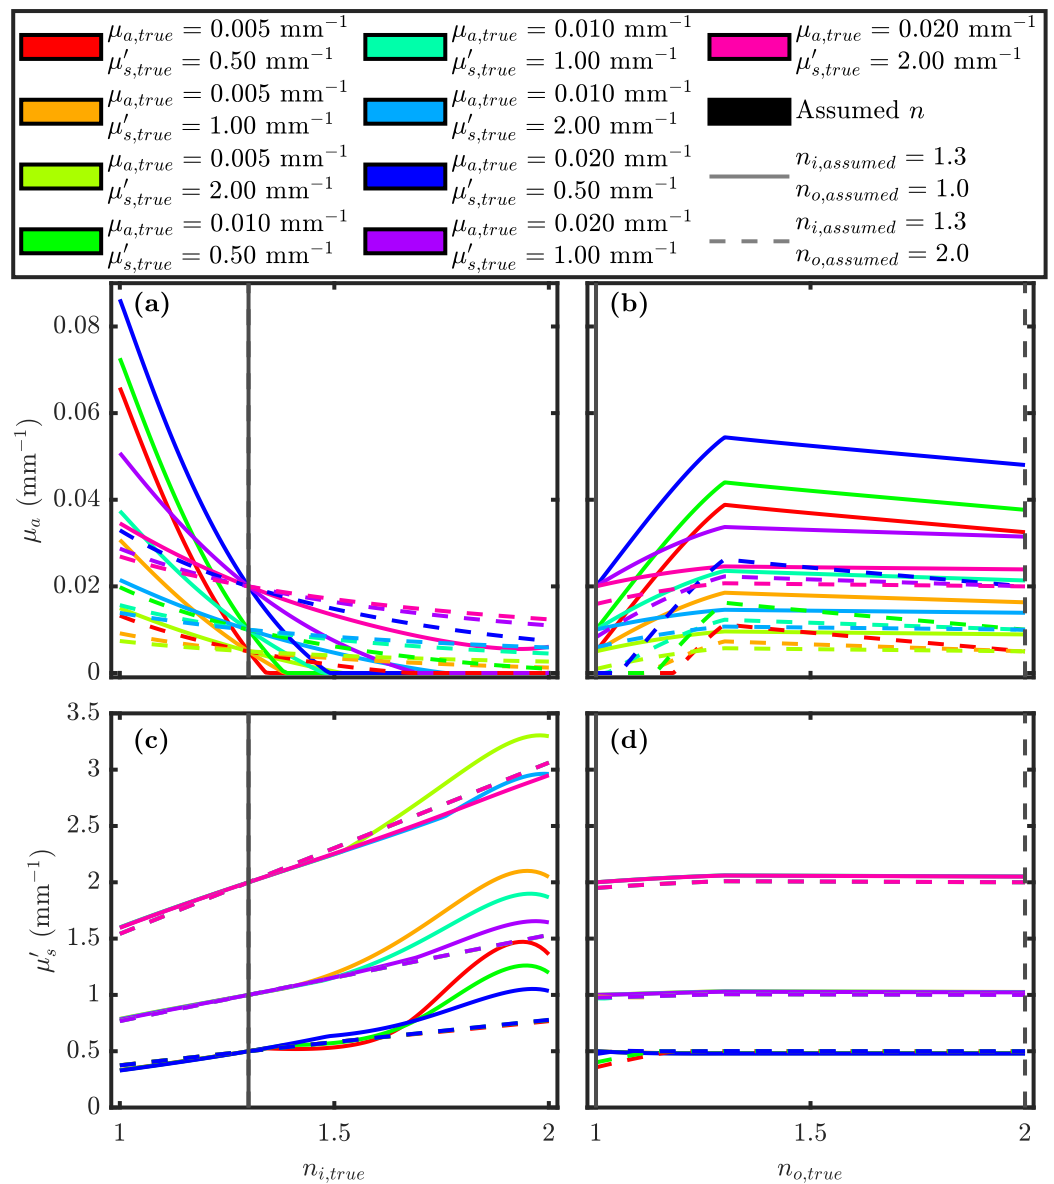 μa,true = 0.005 mm⁻¹
μ′s,true = 0.50 mm⁻¹
μa,true = 0.005 mm⁻¹
μ′s,true = 1.00 mm⁻¹
μa,true = 0.005 mm⁻¹
μ′s,true = 2.00 mm⁻¹
μa,true = 0.010 mm⁻¹
μ′s,true = 0.50 mm⁻¹
μa,true = 0.010 mm⁻¹
μ′s,true = 1.00 mm⁻¹
μa,true = 0.010 mm⁻¹
μ′s,true = 2.00 mm⁻¹
μa,true = 0.020 mm⁻¹
μ′s,true = 0.50 mm⁻¹
μa,true = 0.020 mm⁻¹
μ′s,true = 1.00 mm⁻¹
μa,true = 0.020 mm⁻¹
μ′s,true = 2.00 mm⁻¹
Assumed n
ni,assumed = 1.3
no,assumed = 1.0
ni,assumed = 1.3
no,assumed = 2.0
(a)
0.08
0.06
0.04
0.02
0
μa (mm⁻¹)
(b)
(c)
3.5
3
2.5
2
1.5
1
0.5
0
μ′s (mm⁻¹)
1 1.5 2
ni,true
(d)
1 1.5 2
no,true